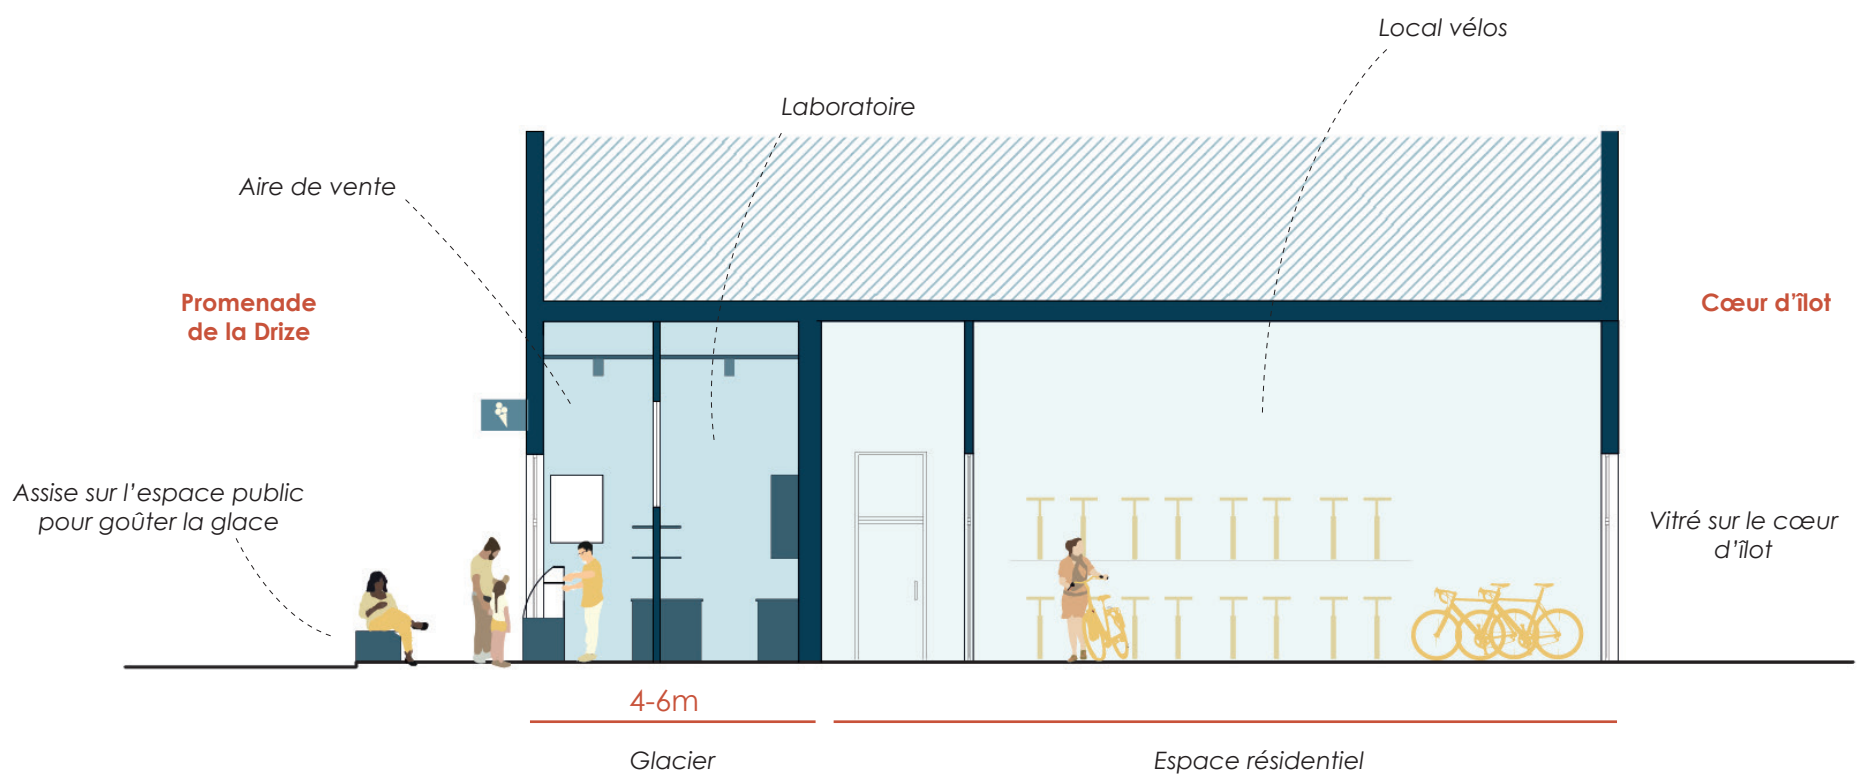 Local vélos
Laboratoire
Aire de vente
Promenade
de la Drize
Cœur d'îlot
Assise sur l'espace public
pour goûter la glace
Vitré sur le cœur
d'îlot
4-6m
Glacier
Espace résidentiel